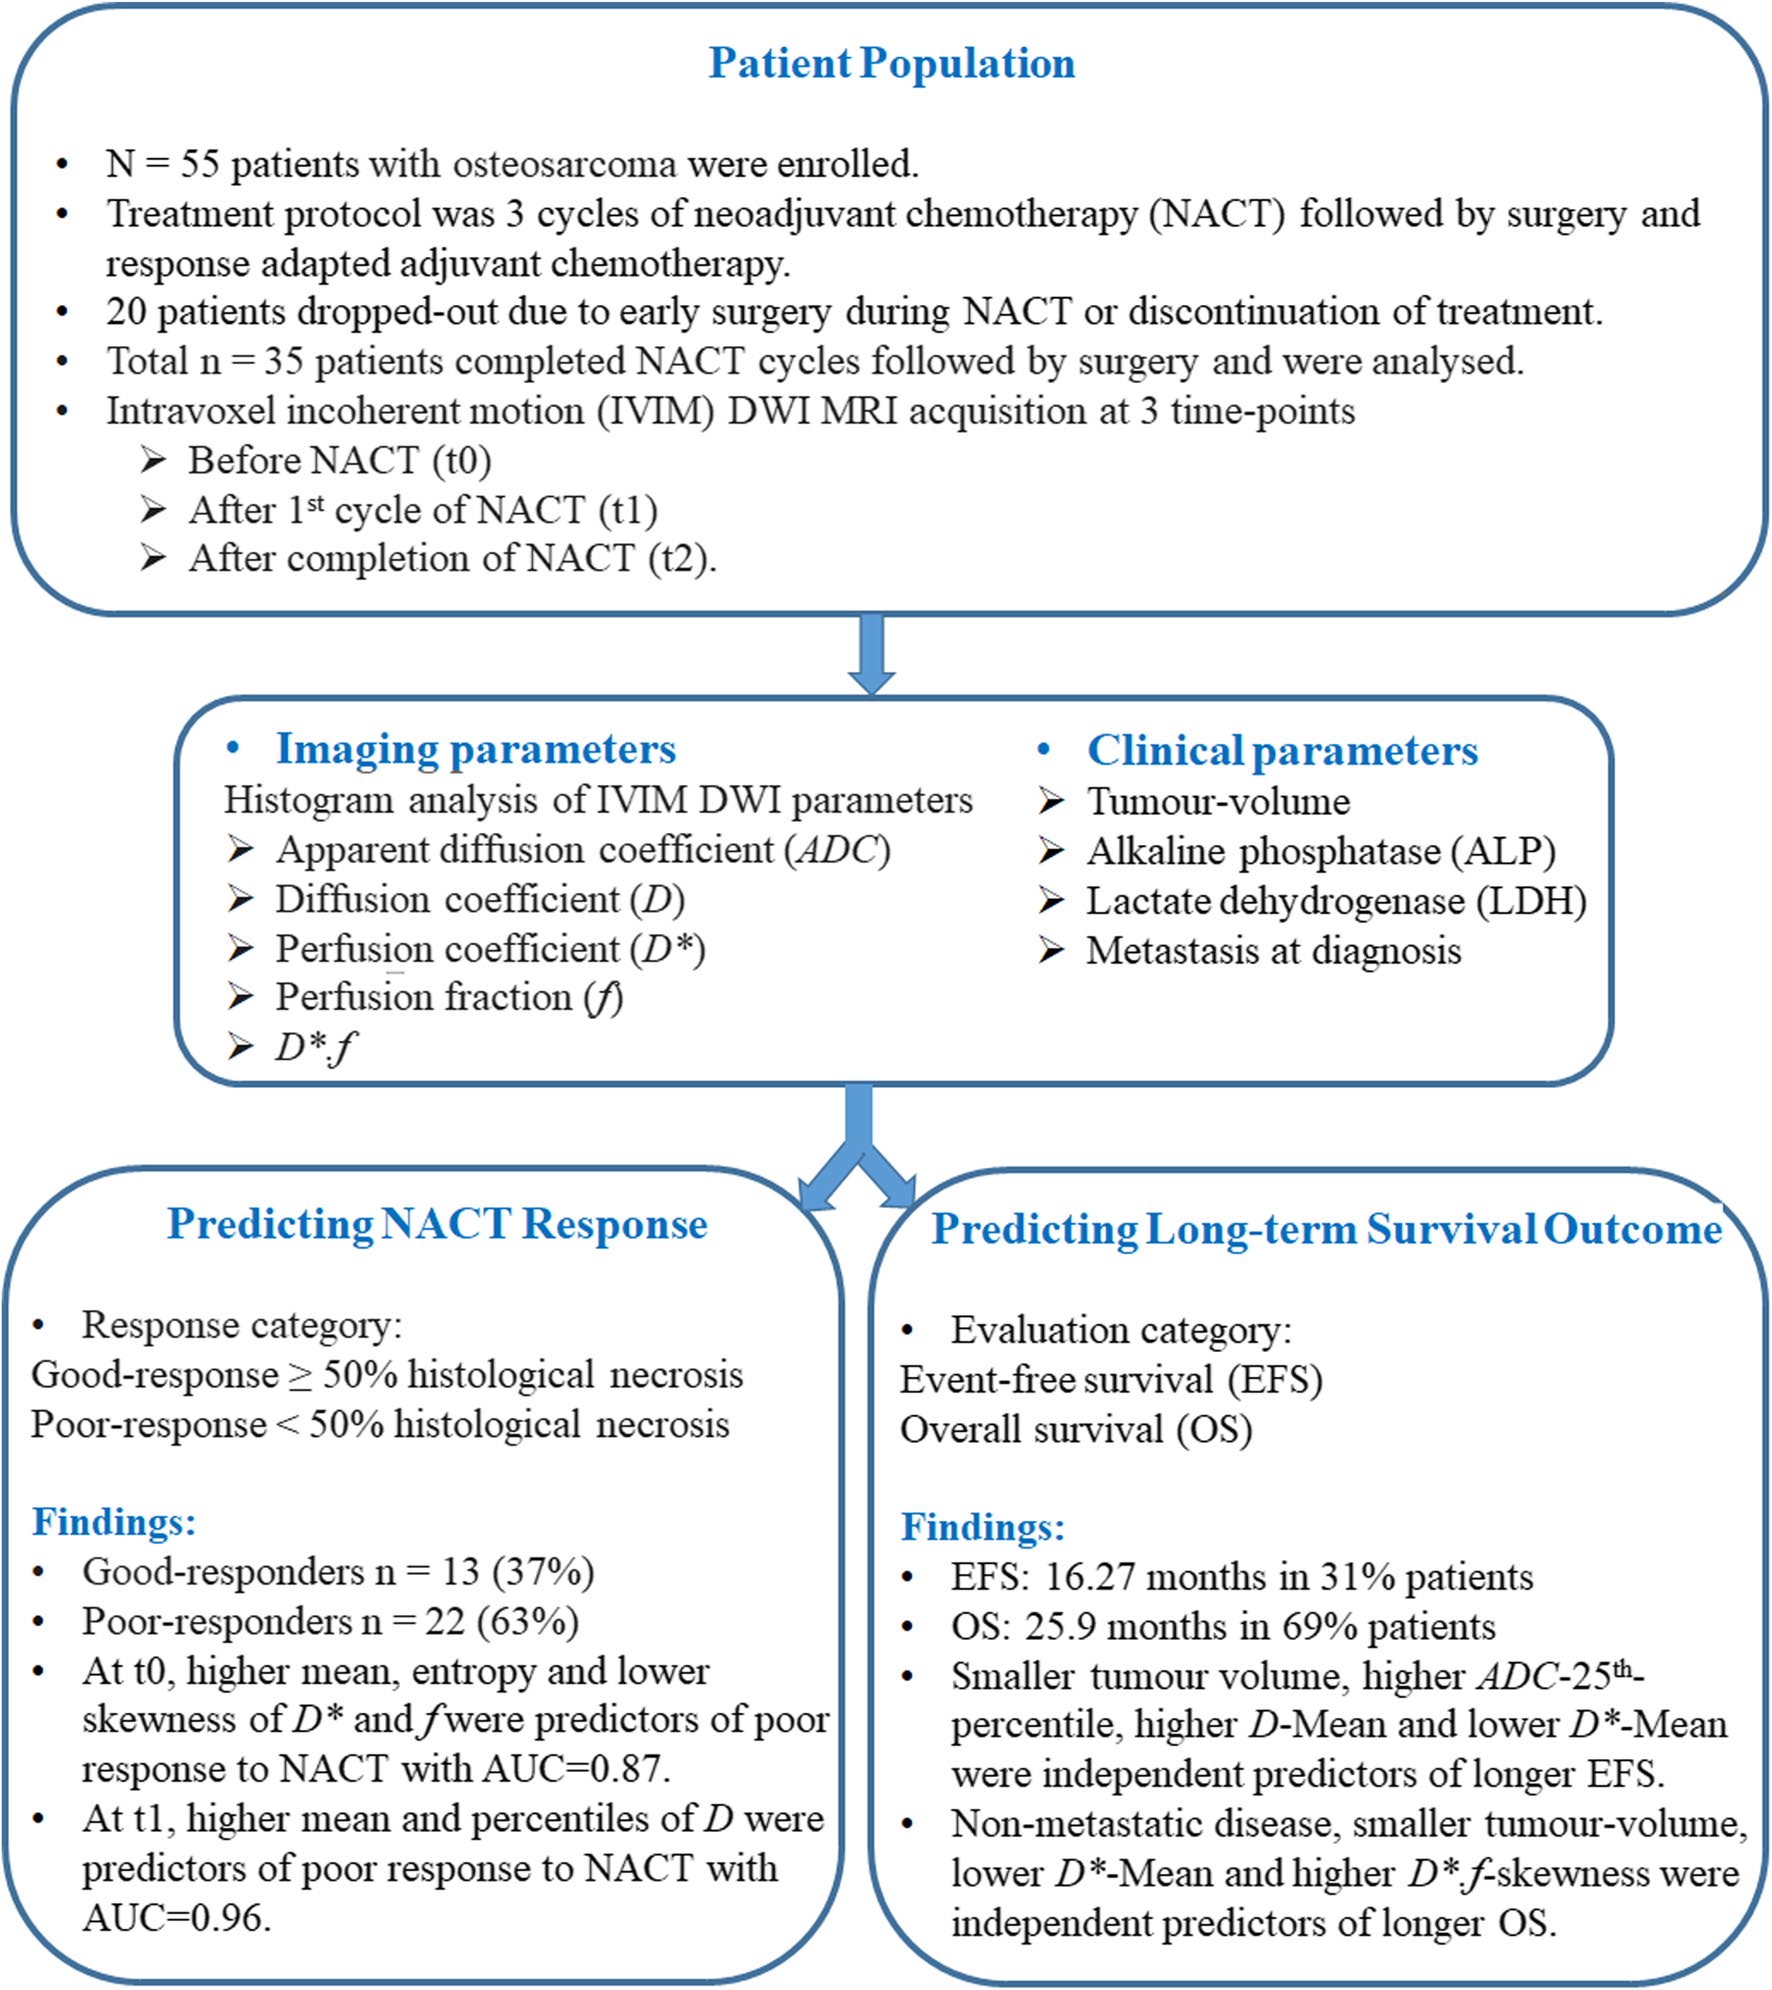 Patient Population
• N = 55 patients with osteosarcoma were enrolled.
• Treatment protocol was 3 cycles of neoadjuvant chemotherapy (NACT) followed by surgery and
response adapted adjuvant chemotherapy.
• 20 patients dropped-out due to early surgery during NACT or discontinuation of treatment.
• Total n = 35 patients completed NACT cycles followed by surgery and were analysed.
• Intravoxel incoherent motion (IVIM) DWI MRI acquisition at 3 time-points
➢ Before NACT (t0)
➢ After 1st cycle of NACT (t1)
➢ After completion of NACT (t2).
• Imaging parameters
Histogram analysis of IVIM DWI parameters
➢ Apparent diffusion coefficient (ADC)
➢ Diffusion coefficient (D)
➢ Perfusion coefficient (D*)
➢ Perfusion fraction (f)
➢ D*.f
• Clinical parameters
➢ Tumour-volume
➢ Alkaline phosphatase (ALP)
➢ Lactate dehydrogenase (LDH)
➢ Metastasis at diagnosis
Predicting NACT Response
• Response category:
Good-response ≥ 50% histological necrosis
Poor-response < 50% histological necrosis
Findings:
• Good-responders n = 13 (37%)
• Poor-responders n = 22 (63%)
• At t0, higher mean, entropy and lower
skewness of D* and f were predictors of poor
response to NACT with AUC=0.87.
• At t1, higher mean and percentiles of D were
predictors of poor response to NACT with
AUC=0.96.
Predicting Long-term Survival Outcome
• Evaluation category:
Event-free survival (EFS)
Overall survival (OS)
Findings:
• EFS: 16.27 months in 31% patients
• OS: 25.9 months in 69% patients
• Smaller tumour volume, higher ADC-25th-
percentile, higher D-Mean and lower D*-Mean
were independent predictors of longer EFS.
• Non-metastatic disease, smaller tumour-volume,
lower D*-Mean and higher D*.f-skewness were
independent predictors of longer OS.